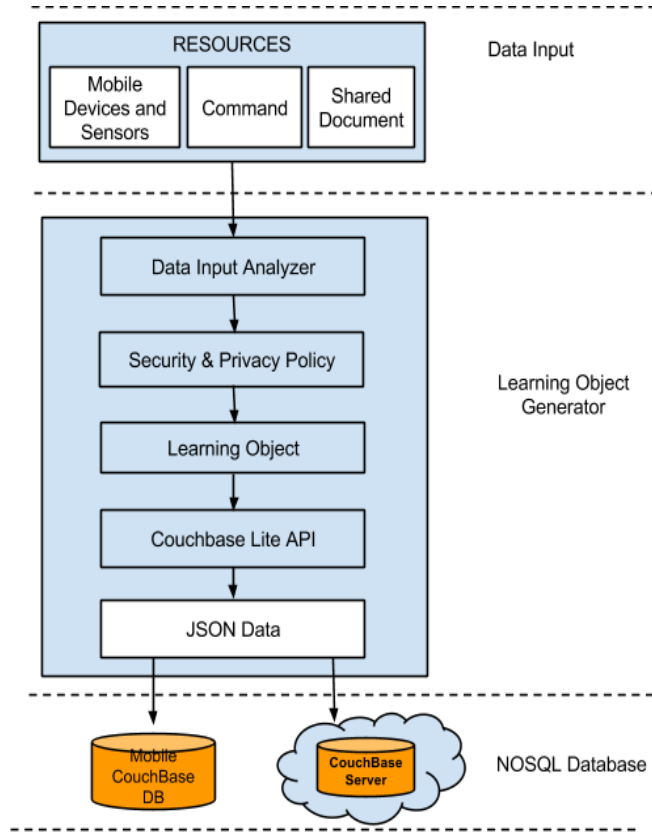 RESOURCES
Data Input
Mobile
Devices and
Sensors
Command
Shared
Document
Data Input Analyzer
Security & Privacy Policy
Learning Object
Generator
Learning Object
Couchbase Lite API
JSON Data
Mobile
CouchBase
DB
CouchBase
Server
NOSQL Database